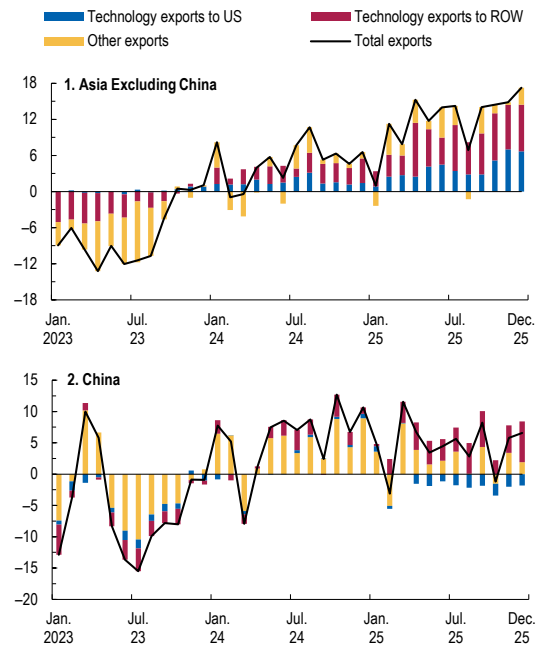 Technology exports to US
Technology exports to ROW
Other exports
Total exports
1. Asia Excluding China
18
12
6
0
−6
−12
−18
Jan. Jul. Jan. Jul. Jan. Jul. Dec.
2023 23 24 24 25 25 25
2. China
15
10
5
0
−5
−10
−15
−20
Jan. Jul. Jan. Jul. Jan. Jul. Dec.
2023 23 24 24 25 25 25